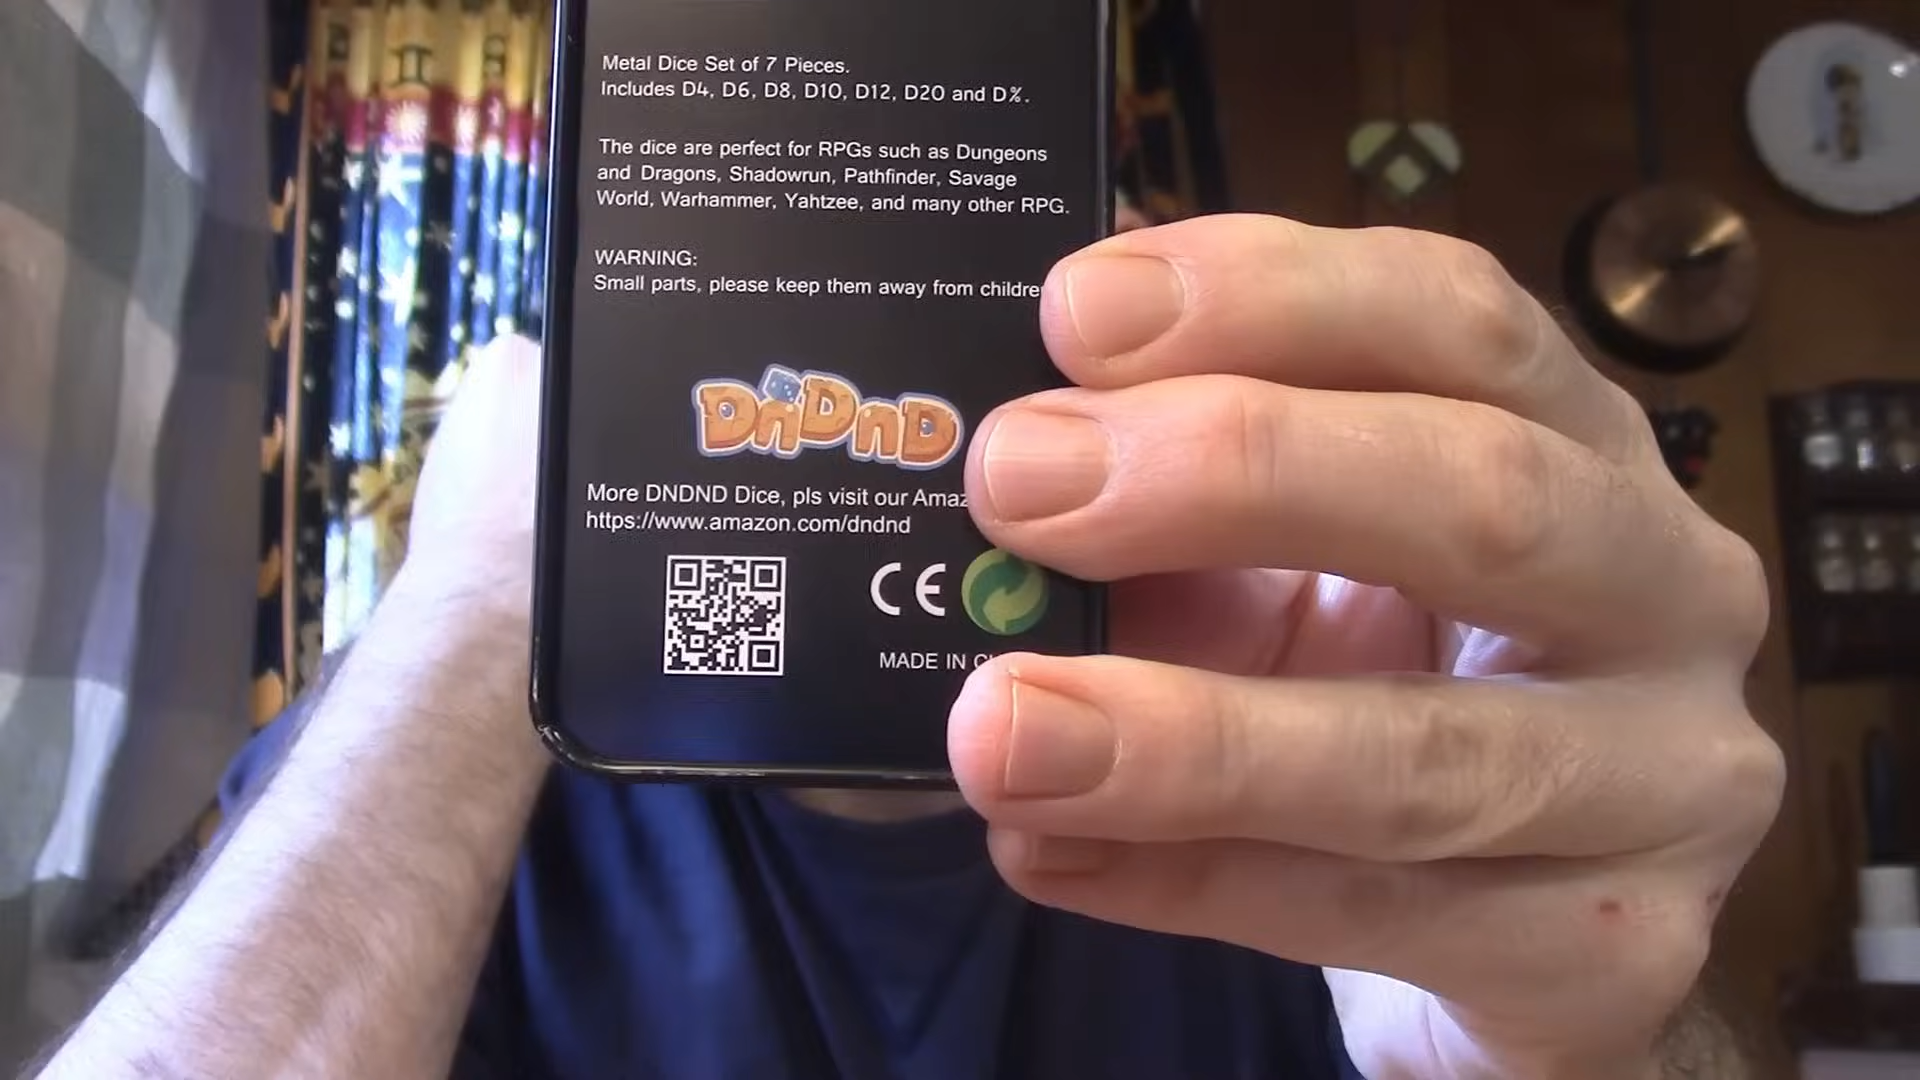 Metal Dice Set of 7 Pieces.
Includes D4, D6, D8, D10, D12, D20 and D%.
The dice are perfect for RPGs such as Dungeons
and Dragons, Shadowrun, Pathfinder, Savage
World, Warhammer, Yahtzee, and many other RPG.
WARNING:
Small parts, please keep them away from
DnDnD
More DNDND Dice, pls visit our
https://www.amazon.com/dndnd
CE
MADE IN